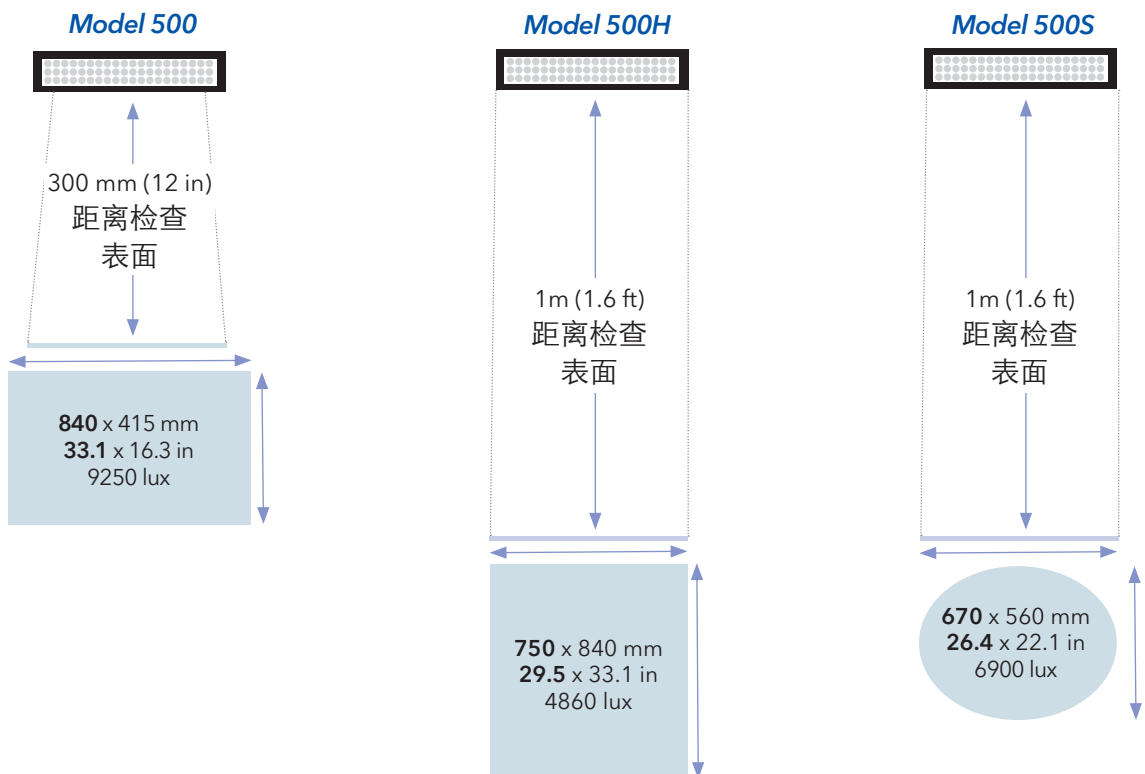 Model 500
300 mm (12 in)
距离检查
表面
840 x 415 mm
33.1 x 16.3 in
9250 lux
Model 500H
1m (1.6 ft)
距离检查
表面
750 x 840 mm
29.5 x 33.1 in
4860 lux
Model 500S
1m (1.6 ft)
距离检查
表面
670 x 560 mm
26.4 x 22.1 in
6900 lux